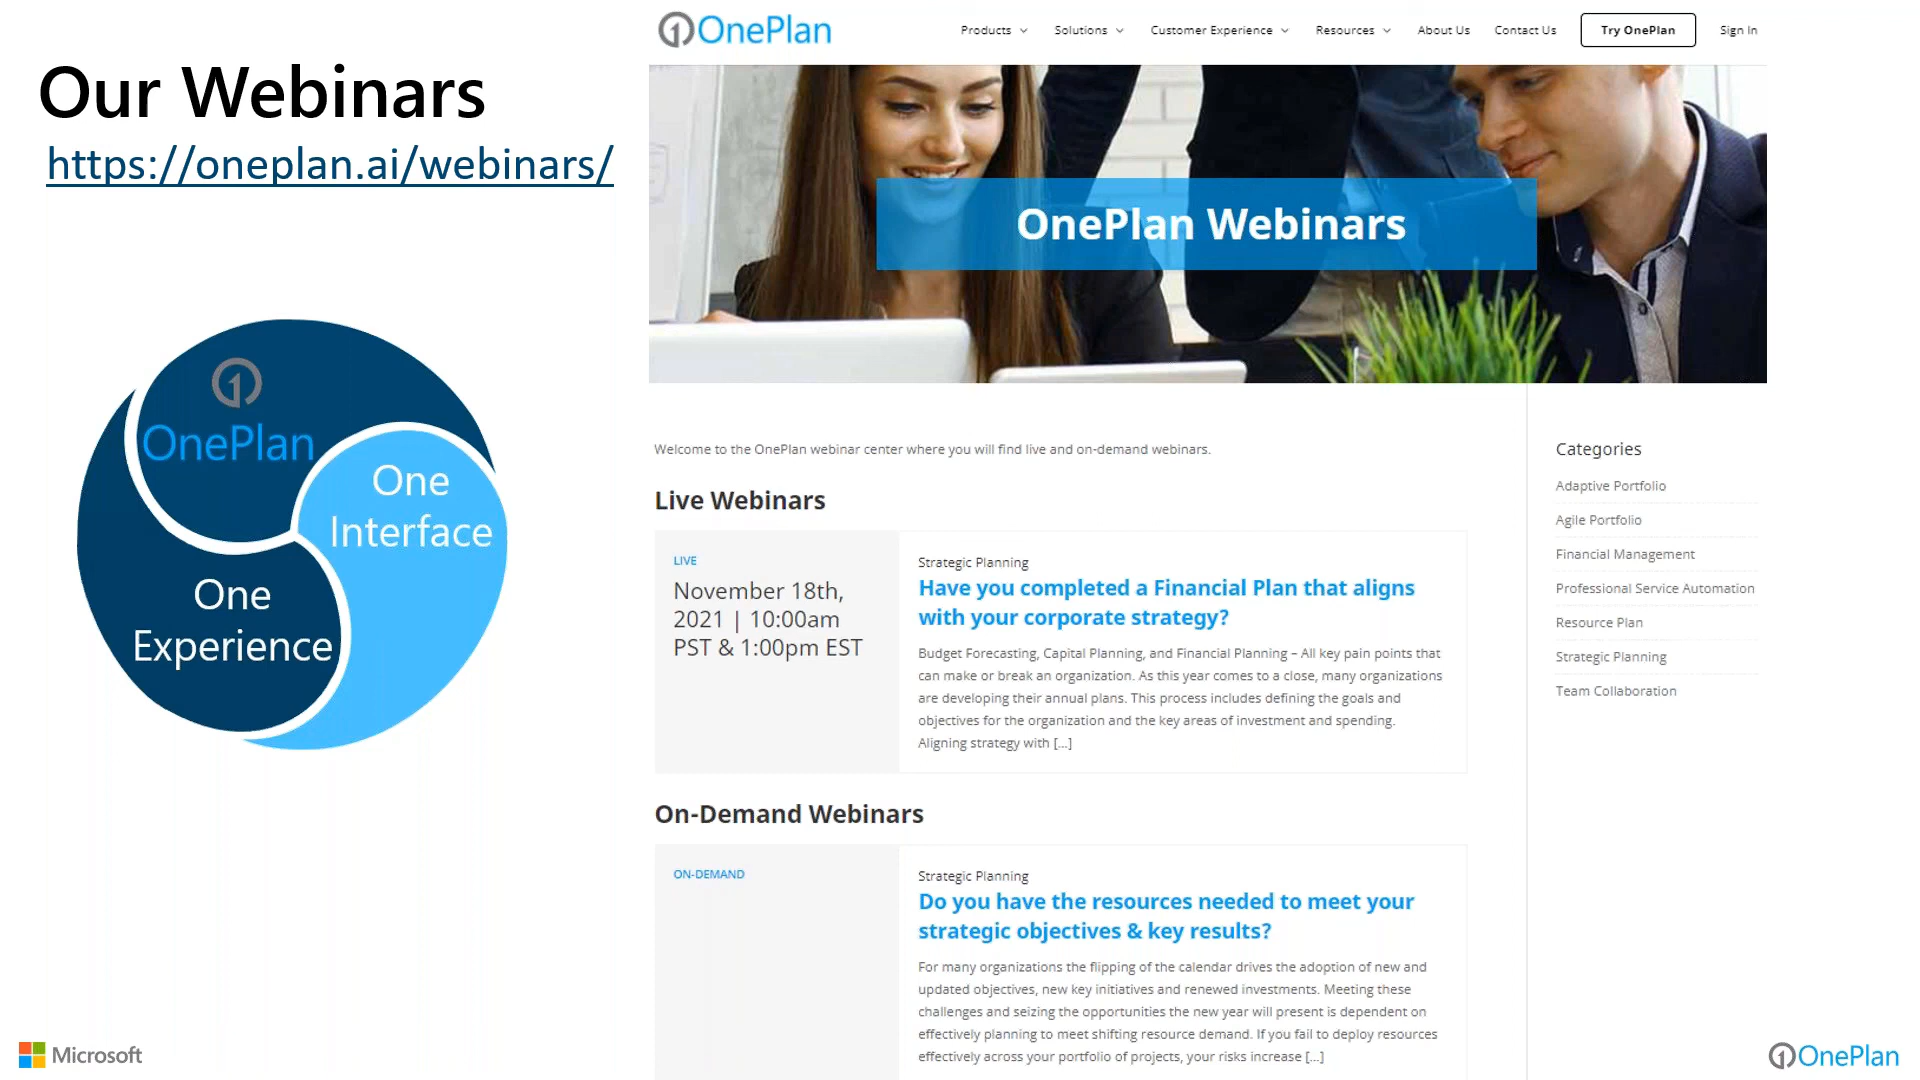 Our Webinars
https://oneplan.ai/webinars/
OnePlan
One
Interface
One
Experience
Microsoft
OnePlan
Products
Solutions
Customer Experience
Resources
About Us
Contact Us
Try OnePlan
Sign In
OnePlan Webinars
Welcome to the OnePlan webinar center where you will find live and on-demand webinars.
Live Webinars
LIVE
November 18th,
2021 | 10:00am
PST & 1:00pm EST
Strategic Planning
Have you completed a Financial Plan that aligns
with your corporate strategy?
Budget Forecasting, Capital Planning, and Financial Planning – All key pain points that
can make or break an organization. As this year comes to a close, many organizations
are developing their annual plans. This process includes defining the goals and
objectives for the organization and the key areas of investment and spending.
Aligning strategy with [...]
On-Demand Webinars
ON-DEMAND
Strategic Planning
Do you have the resources needed to meet your
strategic objectives & key results?
For many organizations the flipping of the calendar drives the adoption of new and
updated objectives, new key initiatives and renewed investments. Meeting these
challenges and seizing the opportunities the new year will present is dependent on
effectively planning to meet shifting resource demand. If you fail to deploy resources
effectively across your portfolio of projects, your risks increase [...]
Categories
Adaptive Portfolio
Agile Portfolio
Financial Management
Professional Service Automation
Resource Plan
Strategic Planning
Team Collaboration
OnePlan